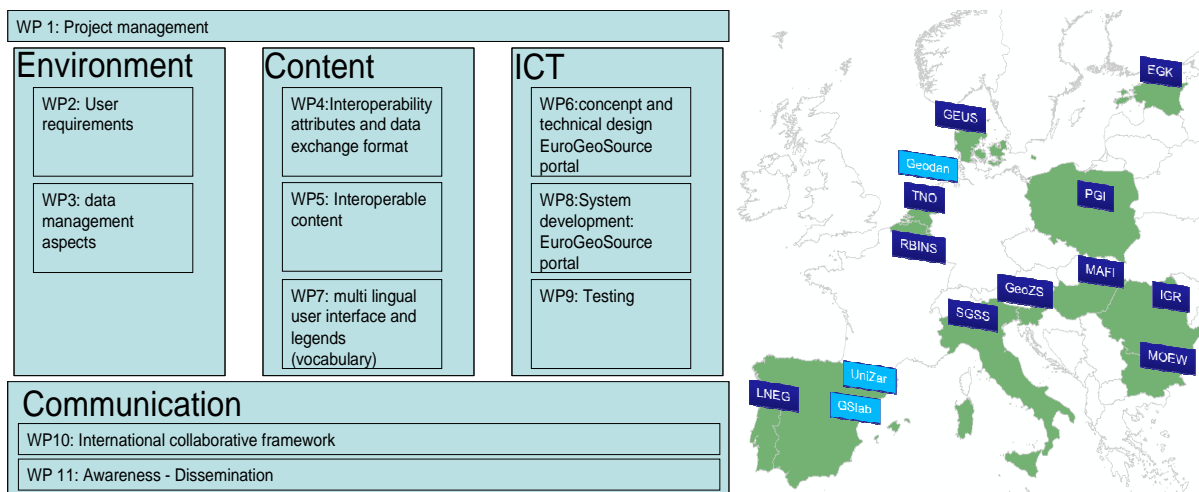 WP 1: Project management
Environment
WP2: User
requirements
WP3: data
management
aspects
Content
WP4:Interoperability
attributes and data
exchange format
WP5: Interoperable
content
WP7: multi lingual
user interface and
legends
(vocabulary)
ICT
WP6:concenpt and
technical design
EuroGeoSource
portal
WP8:System
development:
EuroGeoSource
portal
WP9: Testing
Communication
WP10: International collaborative framework
WP 11: Awareness - Dissemination
EGK
GEUS
Geodan
TNO
PGI
RBINS
MAFI
GeoZS
IGR
SGSS
MOEW
UniZar
LNEG
GSlab